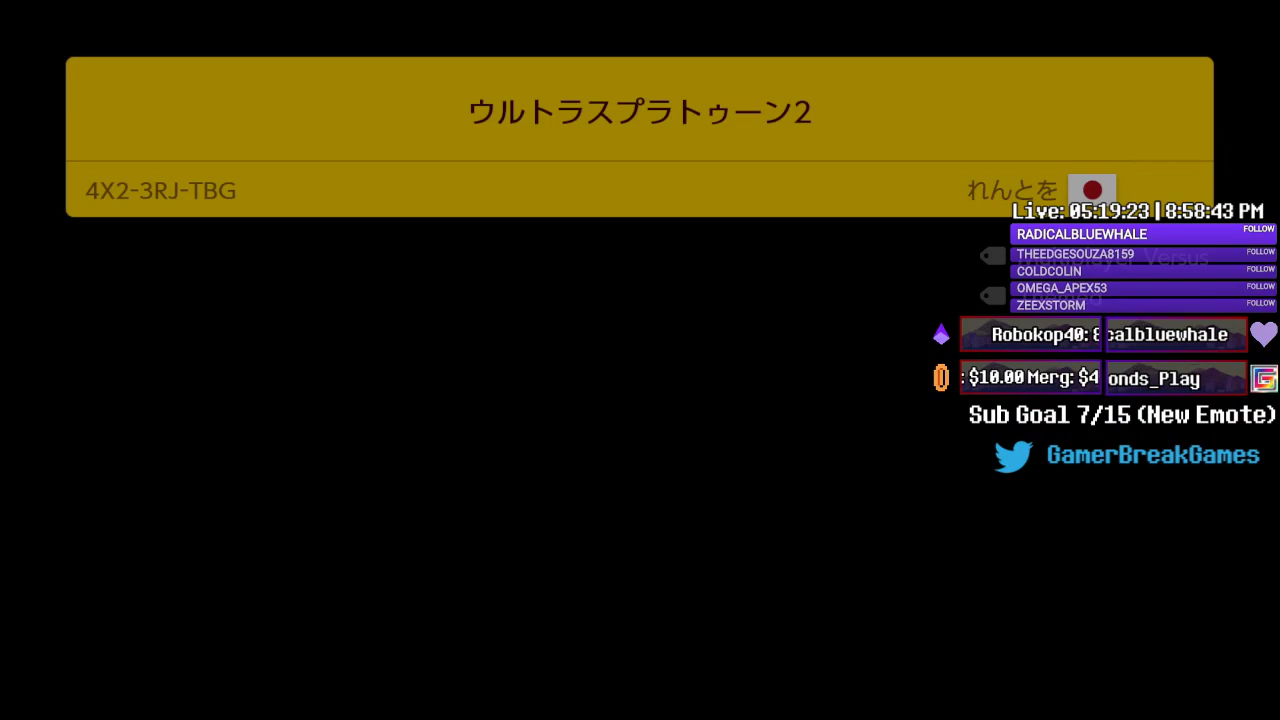 ウルトラスプラトゥーン2
4X2-3RJ-TBG
れんとを
Live: 05:19:23 | 8:58:43 PM
RADICALBLUEWHALE FOLLOW
THEEDGESOUZA8159 FOLLOW
Versus
COLDCOLIN FOLLOW
OMEGA_APEX53 FOLLOW
ZEEXSTORM FOLLOW
Robokop40: 8 calbluewhale
: $10.00 Merg: $4 onds_Play
Sub Goal 7/15 (New Emote)
GamerBreakGames